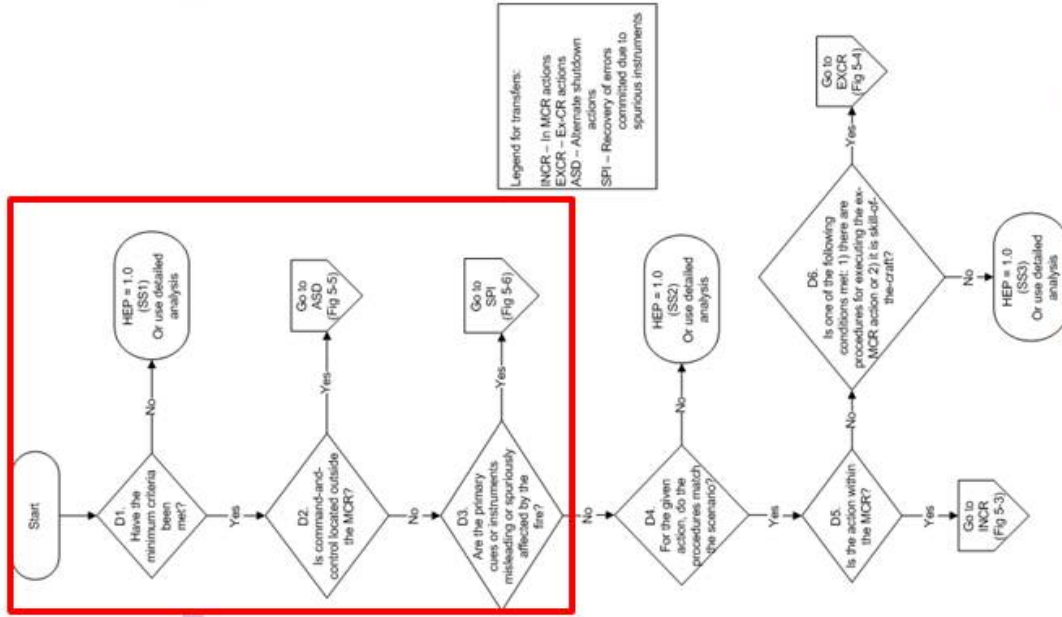 Start
D1.
Have the
minimum criteria
been
met?
No
HEP = 1.0
(SS1)
Or use detailed
analysis
Yes
D2.
Is command-and-
control located outside
the MCR?
Yes
Go to
ASD
(Fig 5-5)
No
D3.
Are the primary
cues or instruments
misleading or spuriously
affected by the
fire?
Yes
Go to
SPI
(Fig 5-6)
No
D4.
For the given
action, do the
procedures match
the scenario?
No
HEP = 1.0
(SS2)
Or use detailed
analysis
Yes
D5.
Is the action within
the MCR?
Yes
Go to
INCR
(Fig 5-3)
No
D6.
Is one of the following
conditions met: 1) there are
procedures for executing the ex-
MCR action or 2) it is skill-of-
the-craft?
Yes
Go to
EXCR
(Fig 5-4)
No
HEP = 1.0
(SS3)
Or use detailed
analysis
Legend for transfers:
INCR – In MCR actions
EXCR – Ex-CR actions
ASD – Alternate shutdown
actions
SPI – Recovery of errors
committed due to
spurious instruments